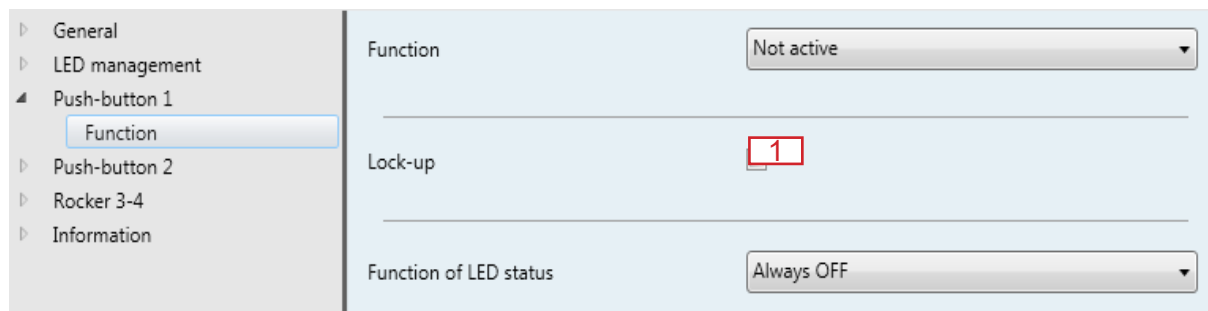 General
LED management
Push-button 1
Function
Push-button 2
Rocker 3-4
Information
Function
Not active
Lock-up
1
Function of LED status
Always OFF